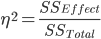 η² = SS_Effect / SS_Total